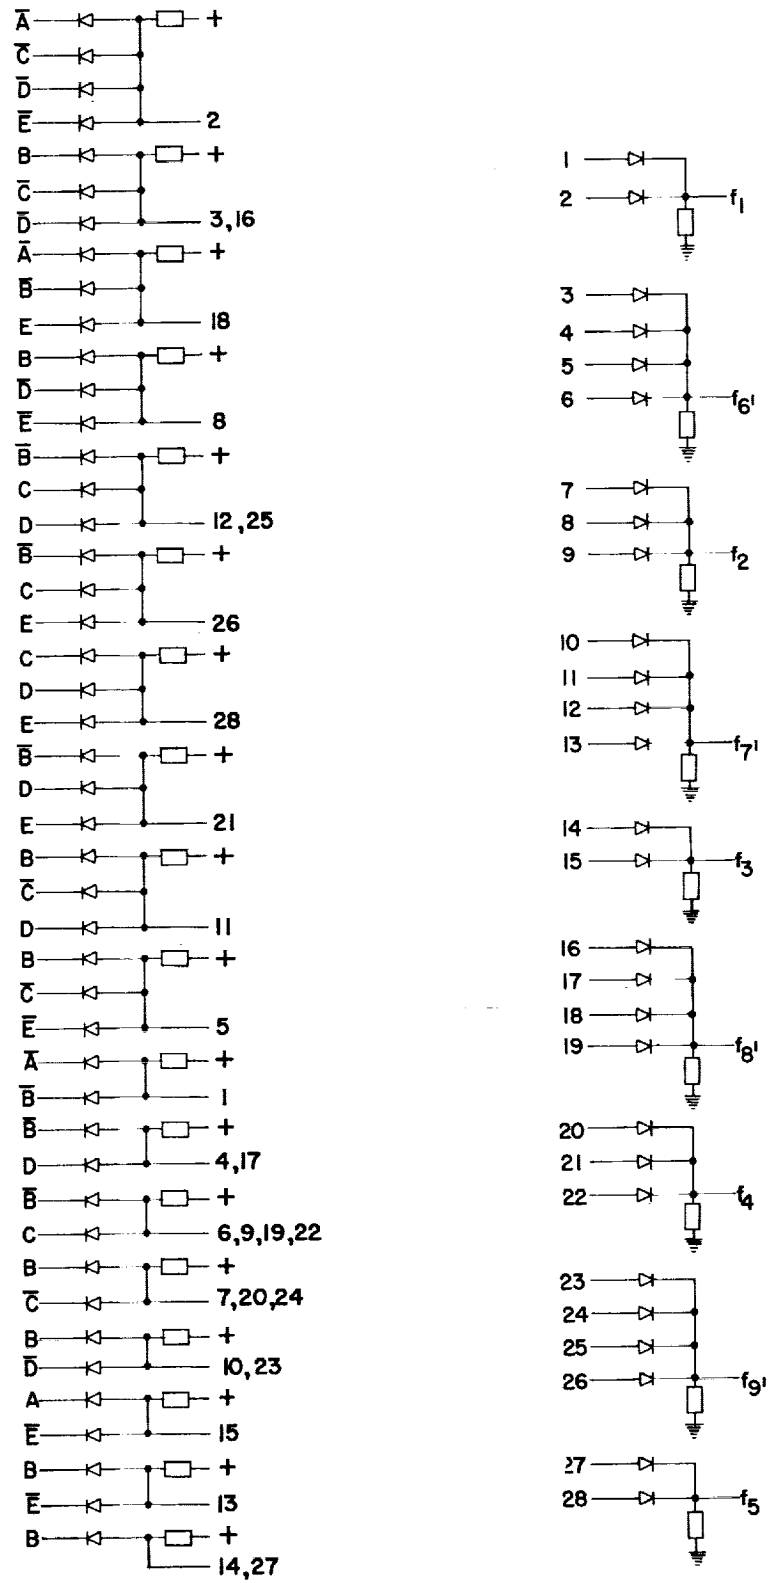 A̅ +
C̅
D̅
E̅ 2
B +
C̅
D̅ 3,16
A̅ +
B̅
E 18
B +
D̅
E̅ 8
B̅ +
C
D 12,25
B̅ +
C
E 26
C +
D
E 28
B̅ +
D
E 21
B +
C̅
D 11
B +
C̅
E̅ 5
A̅ +
B̅ 1
B̅ +
D 4,17
B̅ +
C 6,9,19,22
B +
C̅ 7,20,24
B +
D̅ 10,23
A +
E̅ 15
B +
E̅ 13
B +
14,27
1
2 f1
3
4
5
6 f6'
7
8
9 f2
10
11
12
13 f7'
14
15 f3
16
17
18
19 f8'
20
21
22 f4
23
24
25
26 f9'
27
28 f5